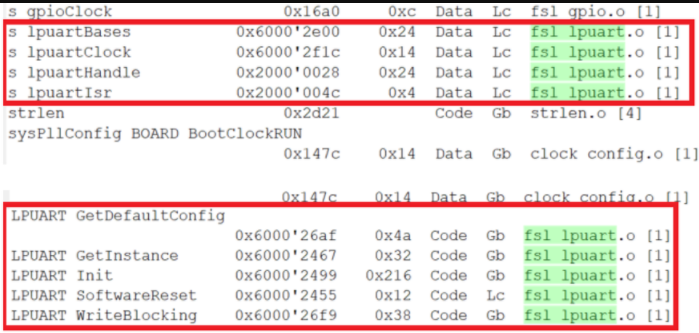 s gpioClock 0x16a0 0xc Data Lc fsl gpio.o [1]
s lpuartBases 0x6000'2e00 0x24 Data Lc fsl lpuart.o [1]
s lpuartClock 0x6000'2f1c 0x14 Data Lc fsl lpuart.o [1]
s lpuartHandle 0x2000'0028 0x24 Data Lc fsl lpuart.o [1]
s lpuartIsr 0x2000'004c 0x4 Data Lc fsl lpuart.o [1]
strlen 0x2d21 Code Gb strlen.o [4]
sysPllConfig BOARD BootClockRUN
0x147c 0x14 Data Gb clock config.o [1]
0x147c 0x14 Data Gb clock config.o [1]
LPUART GetDefaultConfig
0x6000'26af 0x4a Code Gb fsl lpuart.o [1]
LPUART GetInstance 0x6000'2467 0x32 Code Gb fsl lpuart.o [1]
LPUART Init 0x6000'2499 0x216 Code Gb fsl lpuart.o [1]
LPUART SoftwareReset 0x6000'2455 0x12 Code Lc fsl lpuart.o [1]
LPUART WriteBlocking 0x6000'26f9 0x38 Code Gb fsl lpuart.o [1]